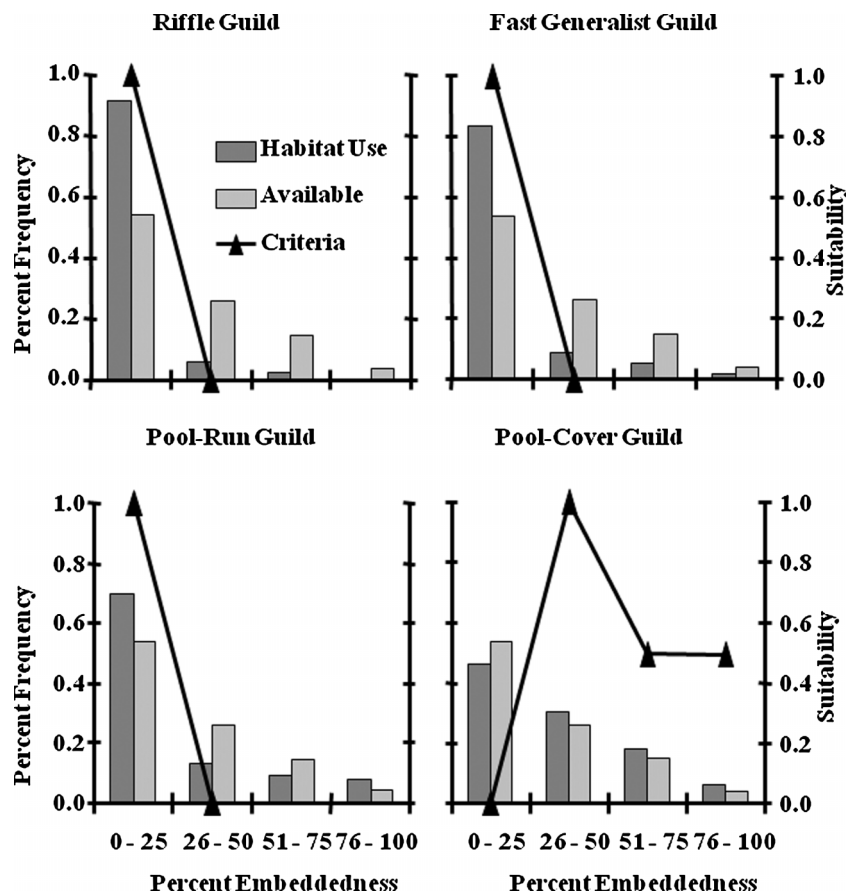 Riffle Guild
Fast Generalist Guild
1.0
0.8
0.6
0.4
0.2
0.0
Percent Frequency
Habitat Use
Available
Criteria
1.0
0.8
0.6
0.4
0.2
0.0
Suitability
Pool-Run Guild
Pool-Cover Guild
1.0
0.8
0.6
0.4
0.2
0.0
Percent Frequency
1.0
0.8
0.6
0.4
0.2
0.0
Suitability
0 - 25 26 - 50 51 - 75 76 - 100
0 - 25 26 - 50 51 - 75 76 - 100
Percent Embeddedness
Percent Embeddedness